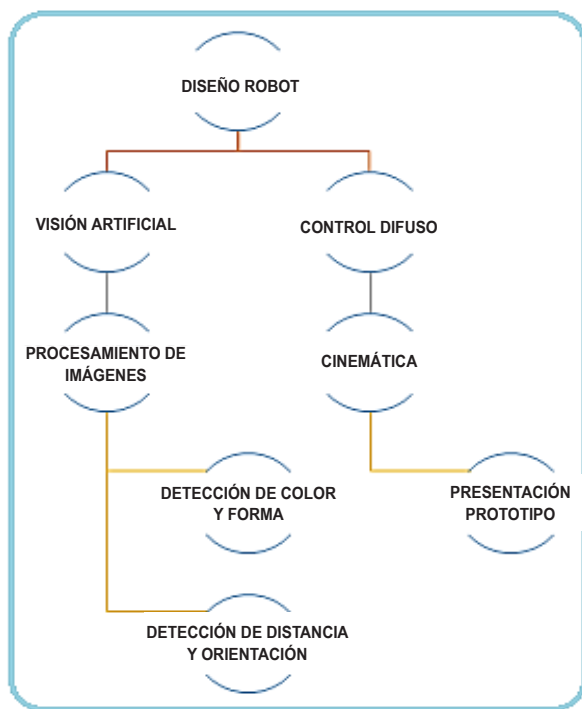 DISEÑO ROBOT
VISIÓN ARTIFICIAL
CONTROL DIFUSO
PROCESAMIENTO DE
IMÁGENES
CINEMÁTICA
DETECCIÓN DE COLOR
Y FORMA
PRESENTACIÓN
PROTOTIPO
DETECCIÓN DE DISTANCIA
Y ORIENTACIÓN